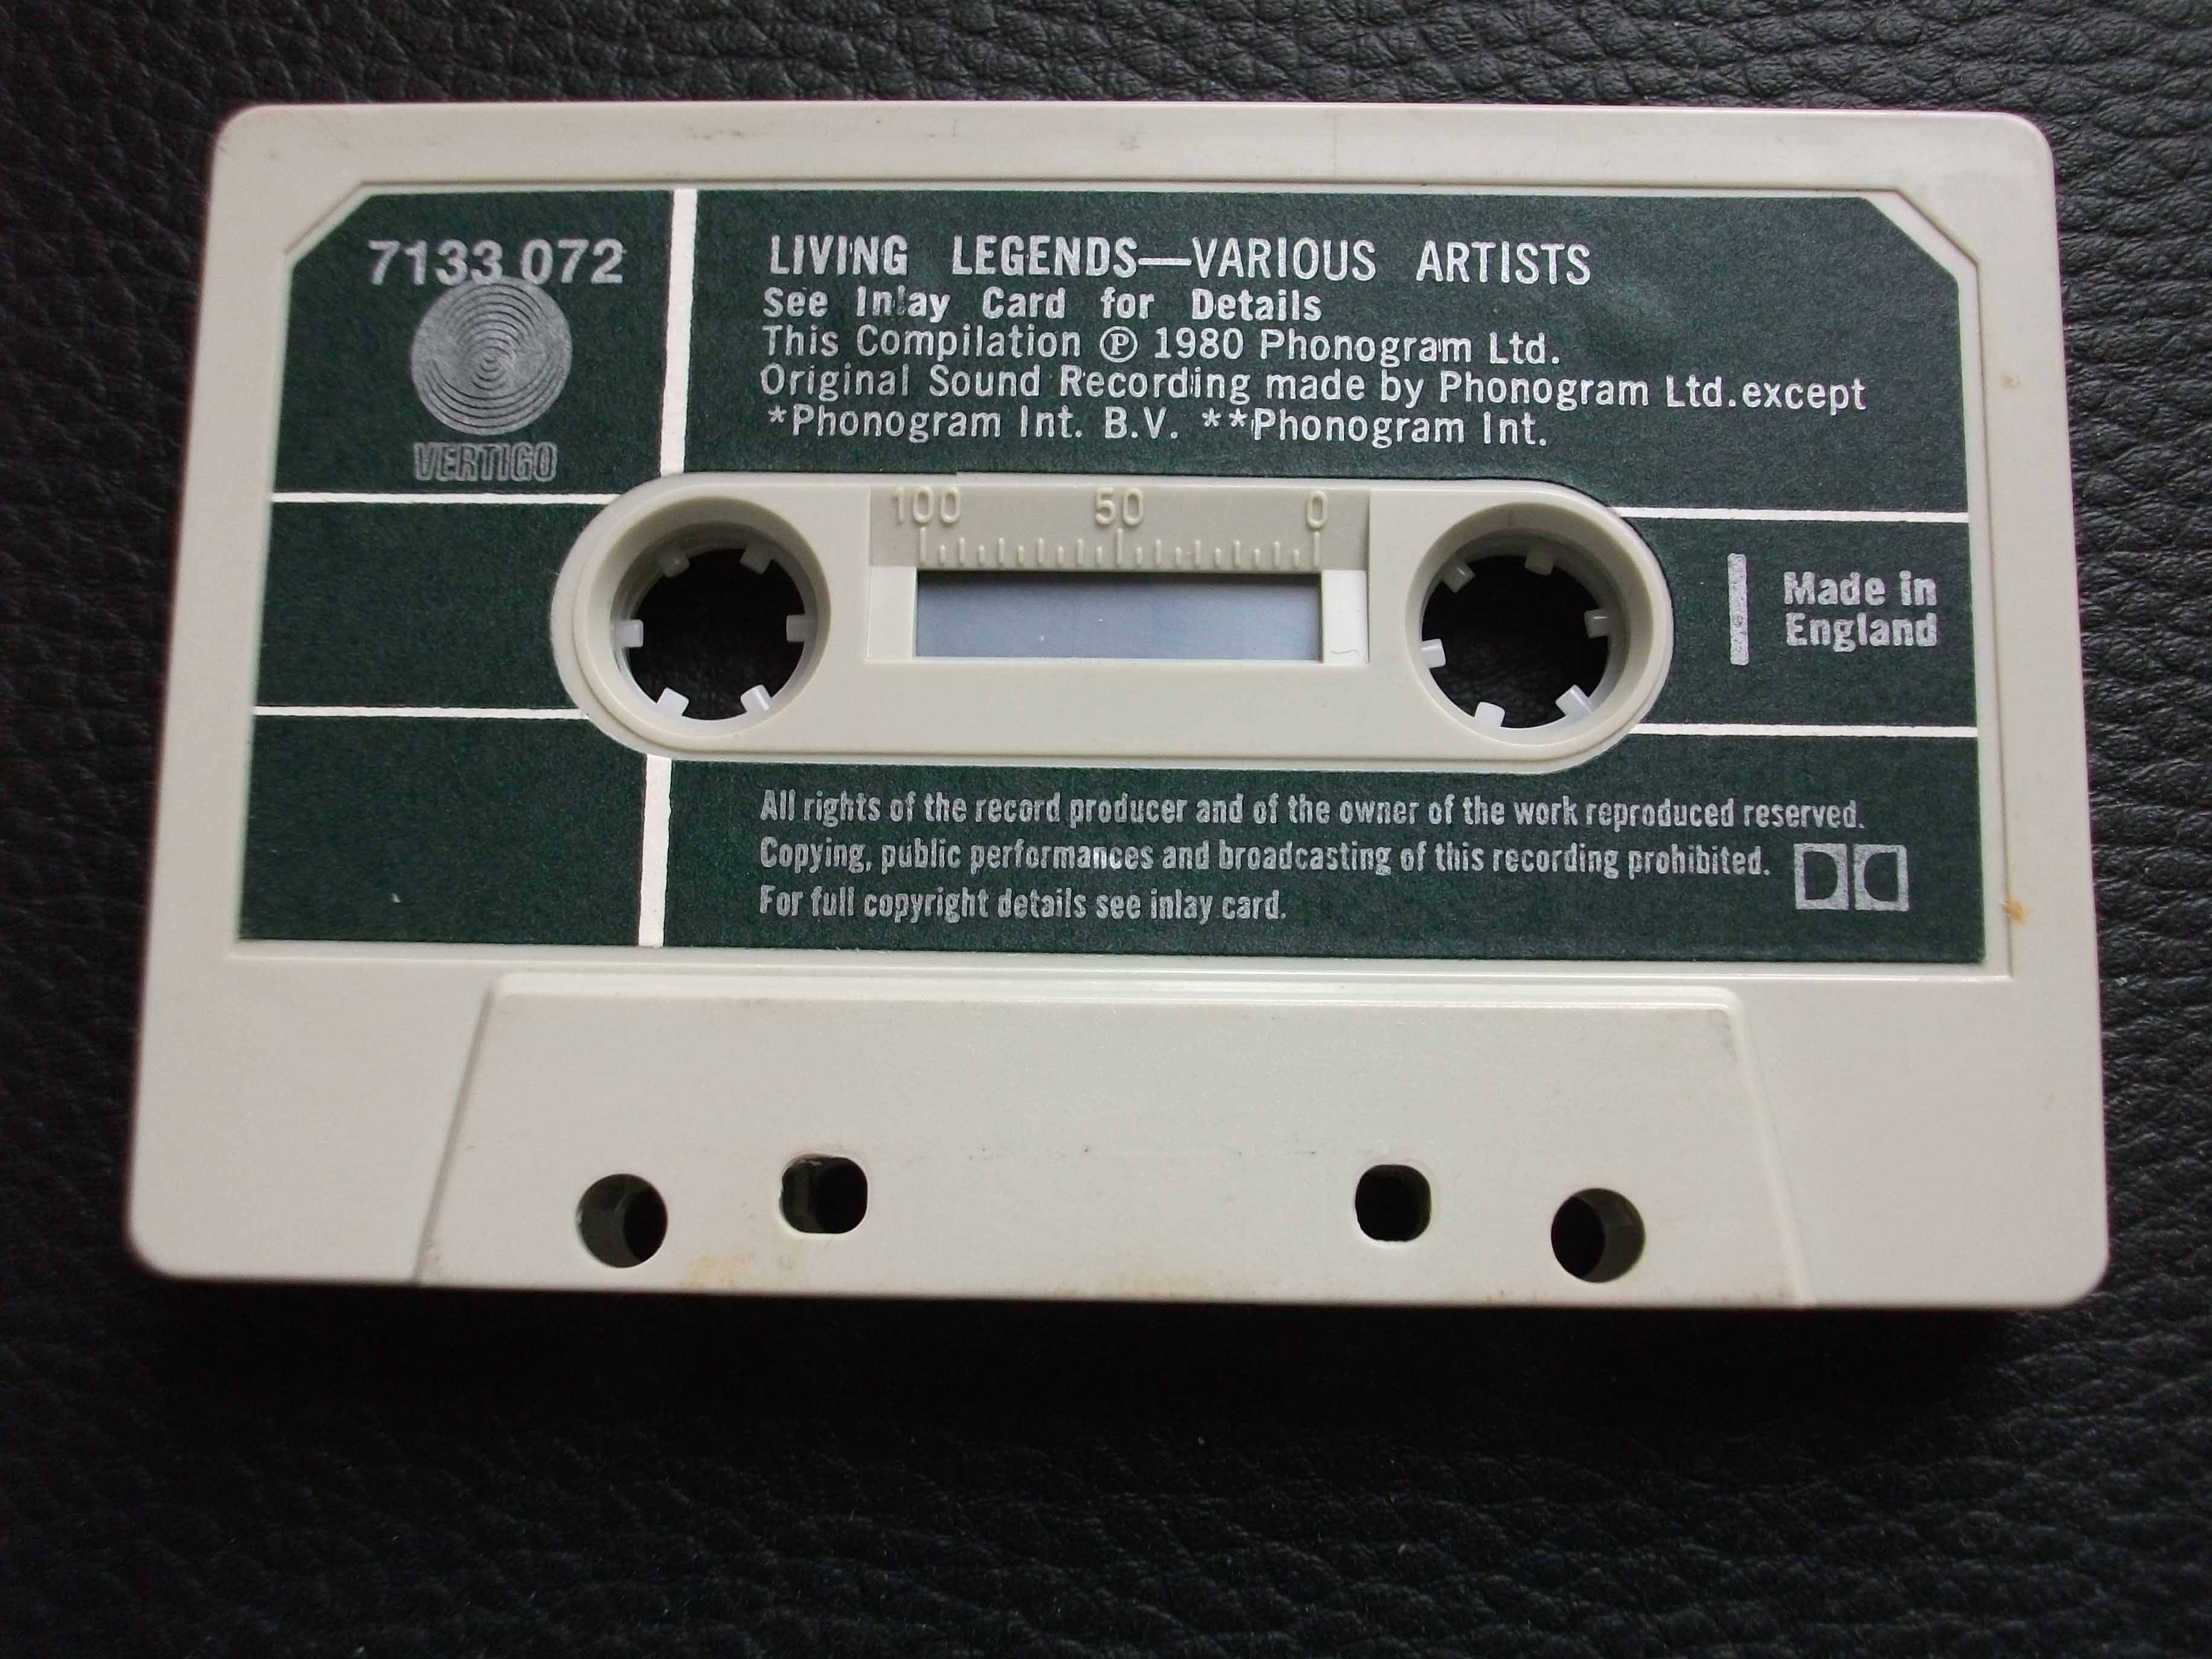 7133 072
VERTIGO
LIVING LEGENDS—VARIOUS ARTISTS
See Inlay Card for Details
This Compilation ℗ 1980 Phonogram Ltd.
Original Sound Recording made by Phonogram Ltd. except
*Phonogram Int. B.V. **Phonogram Int.
100 50 0
Made in
England
All rights of the record producer and of the owner of the work reproduced reserved.
Copying, public performances and broadcasting of this recording prohibited.
For full copyright details see inlay card.